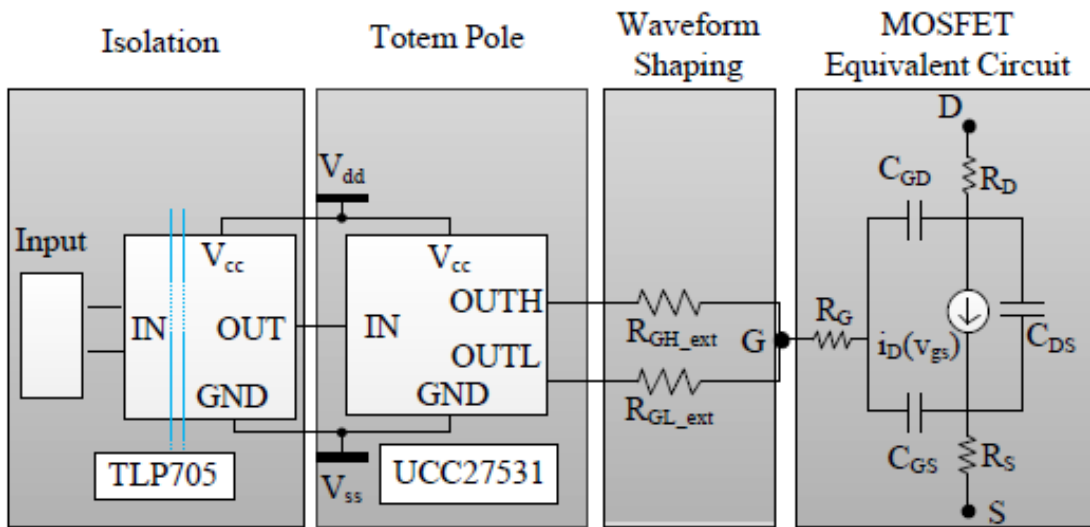 Isolation
Totem Pole
Waveform
Shaping
MOSFET
Equivalent Circuit
Input
IN
Vcc
OUT
GND
TLP705
Vdd
Vss
Vcc
IN
OUTH
OUTL
GND
UCC27531
RGH_ext
RGL_ext
G
RG
D
RD
CGD
iD(vgs)
CDS
CGS
RS
S